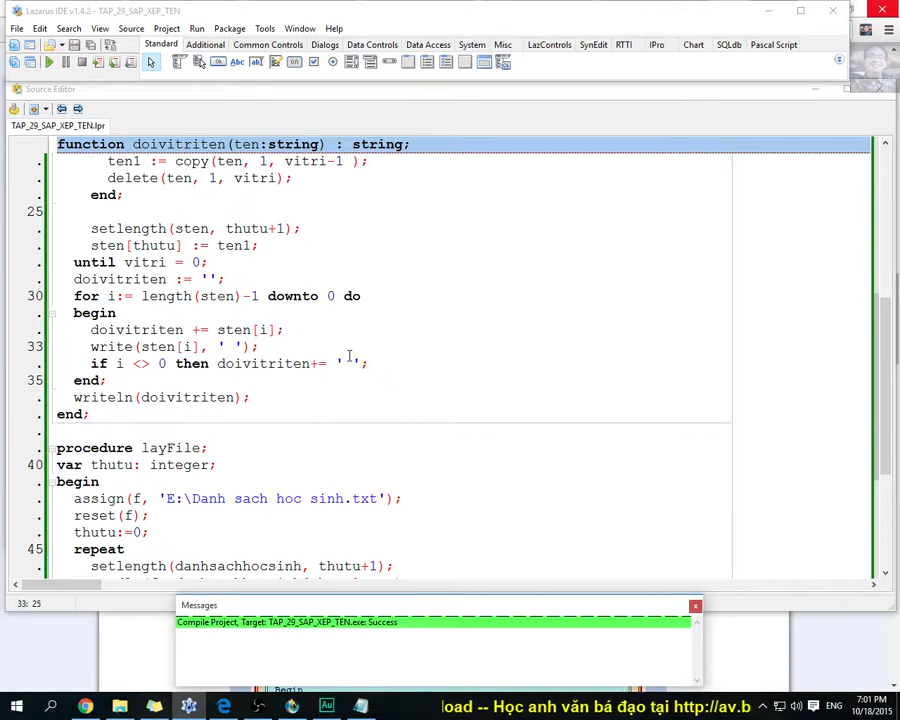 Lazarus IDE v1.4.2 - TAP_29_SAP_XEP_TEN
File Edit Search View Source Project Run Package Tools Window Help
Standard Additional Common Controls Dialogs Data Controls Data Access System Misc LazControls SynEdit RTTI IPro Chart SQLdb Pascal Script
Source Editor
TAP_29_SAP_XEP_TEN.lpr
function doivitriten(ten:string) : string;
ten1 := copy(ten, 1, vitri-1 );
delete(ten, 1, vitri);
end;
25
setlength(sten, thutu+1);
sten[thutu] := ten1;
until vitri = 0;
doivitriten := '';
30 for i:= length(sten)-1 downto 0 do
begin
doivitriten += sten[i];
33 write(sten[i], ' ');
if i <> 0 then doivitriten+= ' ';
35 end;
writeln(doivitriten);
end;
procedure layFile;
40 var thutu: integer;
begin
assign(f, 'E:\Danh sach hoc sinh.txt');
reset(f);
thutu:=0;
45 repeat
setlength(danhsachhocsinh, thutu+1);
33: 25
Messages
Compile Project, Target: TAP_29_SAP_XEP_TEN.exe: Success
Begin
load -- Học anh văn bá đạo tại http://av.b
ENG
7:01 PM
10/18/2015